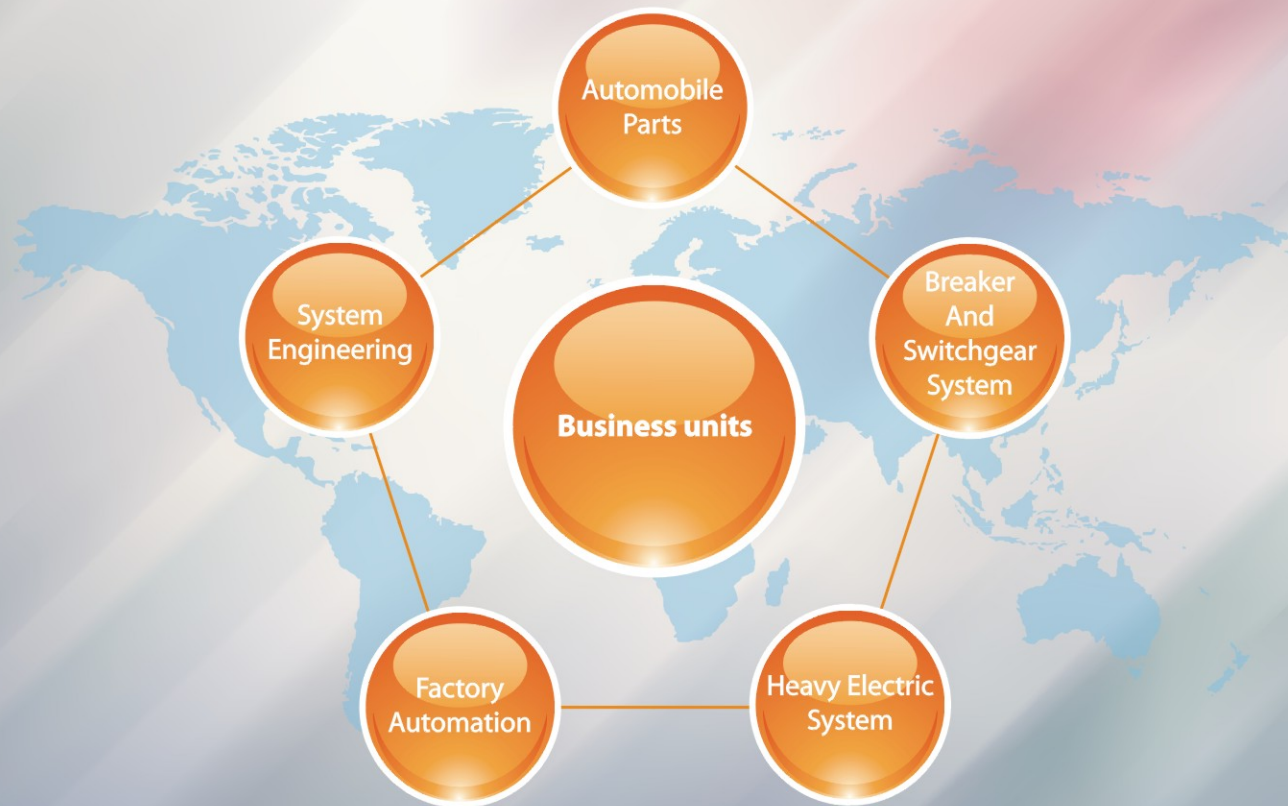 Automobile
Parts
Breaker
And
Switchgear
System
System
Engineering
Business units
Heavy Electric
System
Factory
Automation